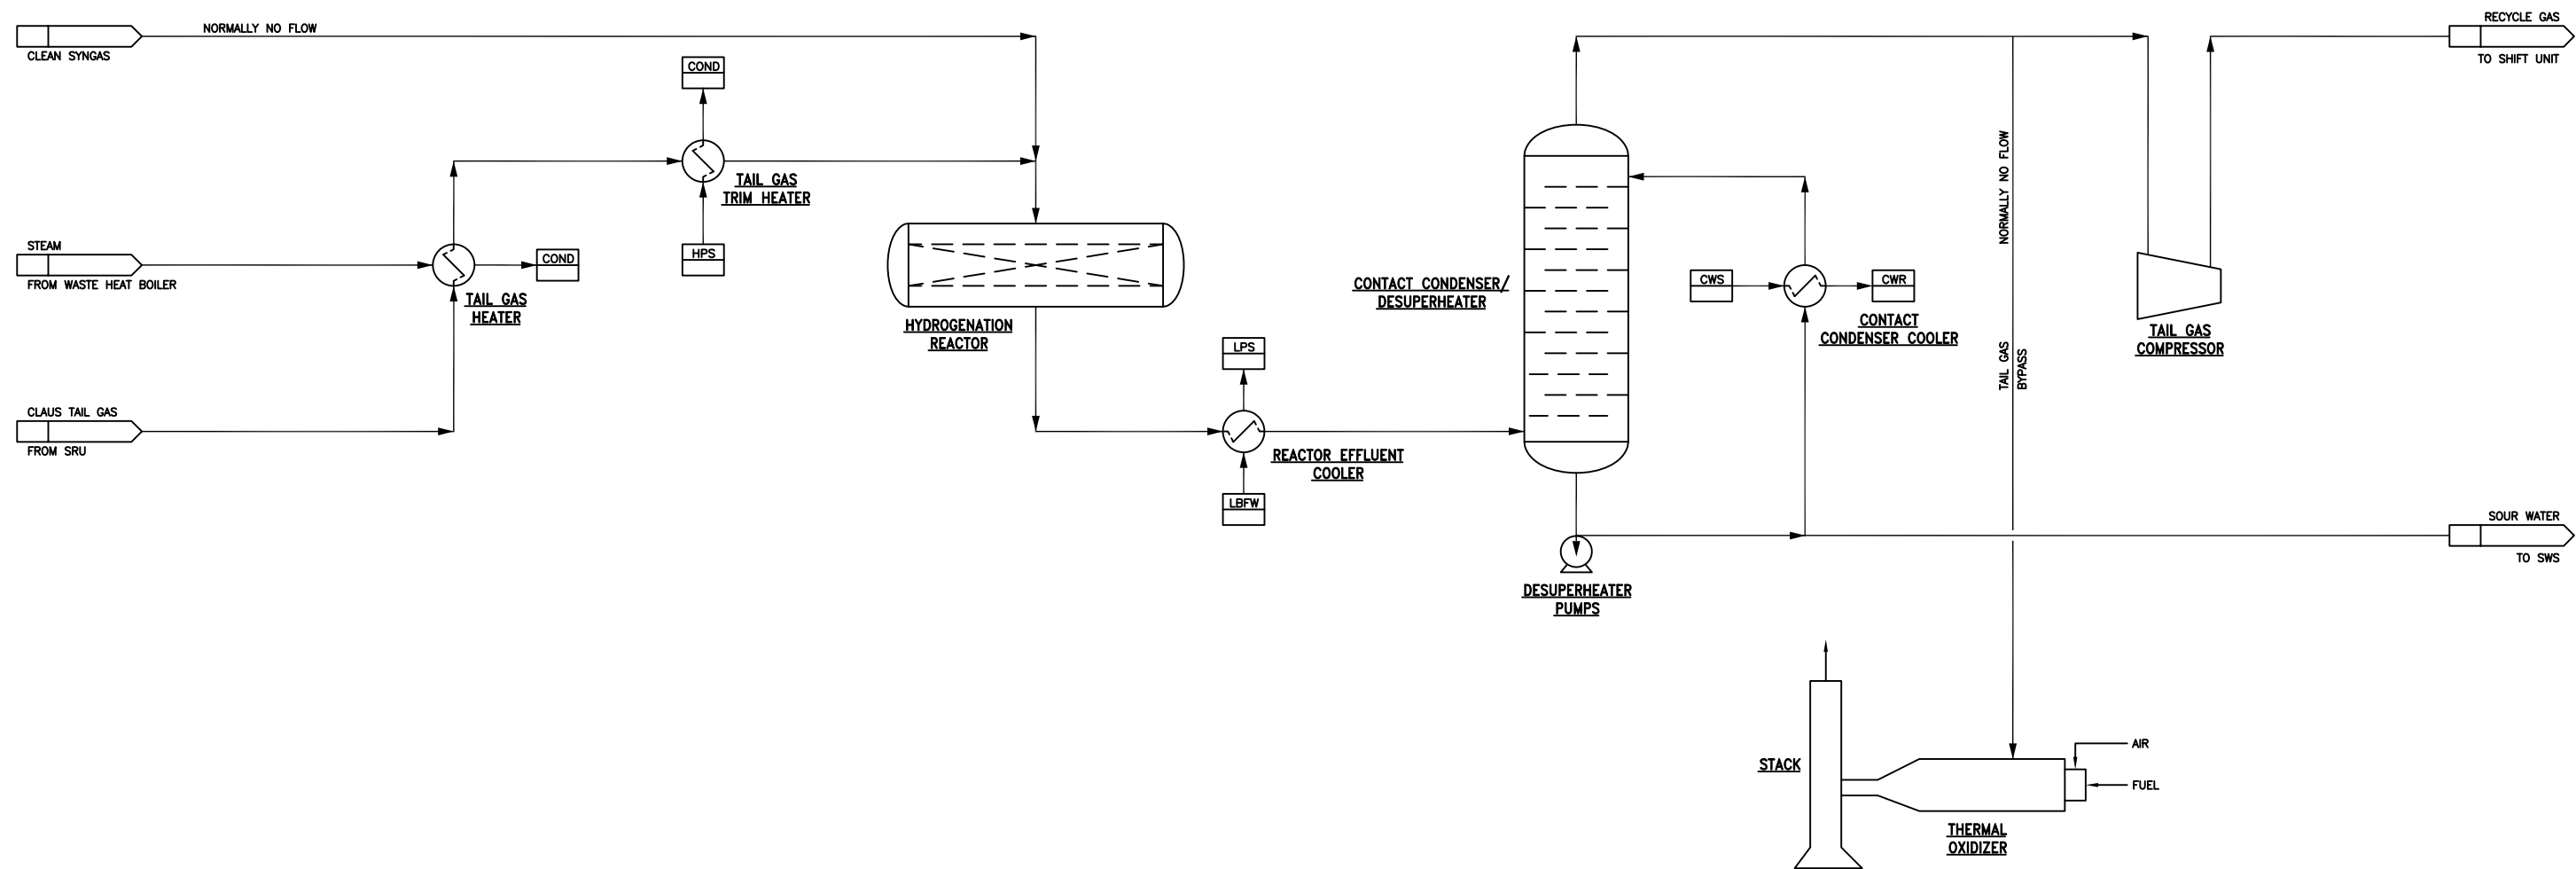 NORMALLY NO FLOW
CLEAN SYNGAS
COND
TAIL GAS
TRIM HEATER
HPS
STEAM
FROM WASTE HEAT BOILER
COND
TAIL GAS
HEATER
CLAUS TAIL GAS
FROM SRU
HYDROGENATION
REACTOR
LPS
REACTOR EFFLUENT
COOLER
LBFW
CONTACT CONDENSER/
DESUPERHEATER
CWS
CWR
CONTACT
CONDENSER COOLER
DESUPERHEATER
PUMPS
NORMALLY NO FLOW
TAIL GAS
BYPASS
RECYCLE GAS
TO SHIFT UNIT
TAIL GAS
COMPRESSOR
SOUR WATER
TO SWS
STACK
AIR
FUEL
THERMAL
OXIDIZER